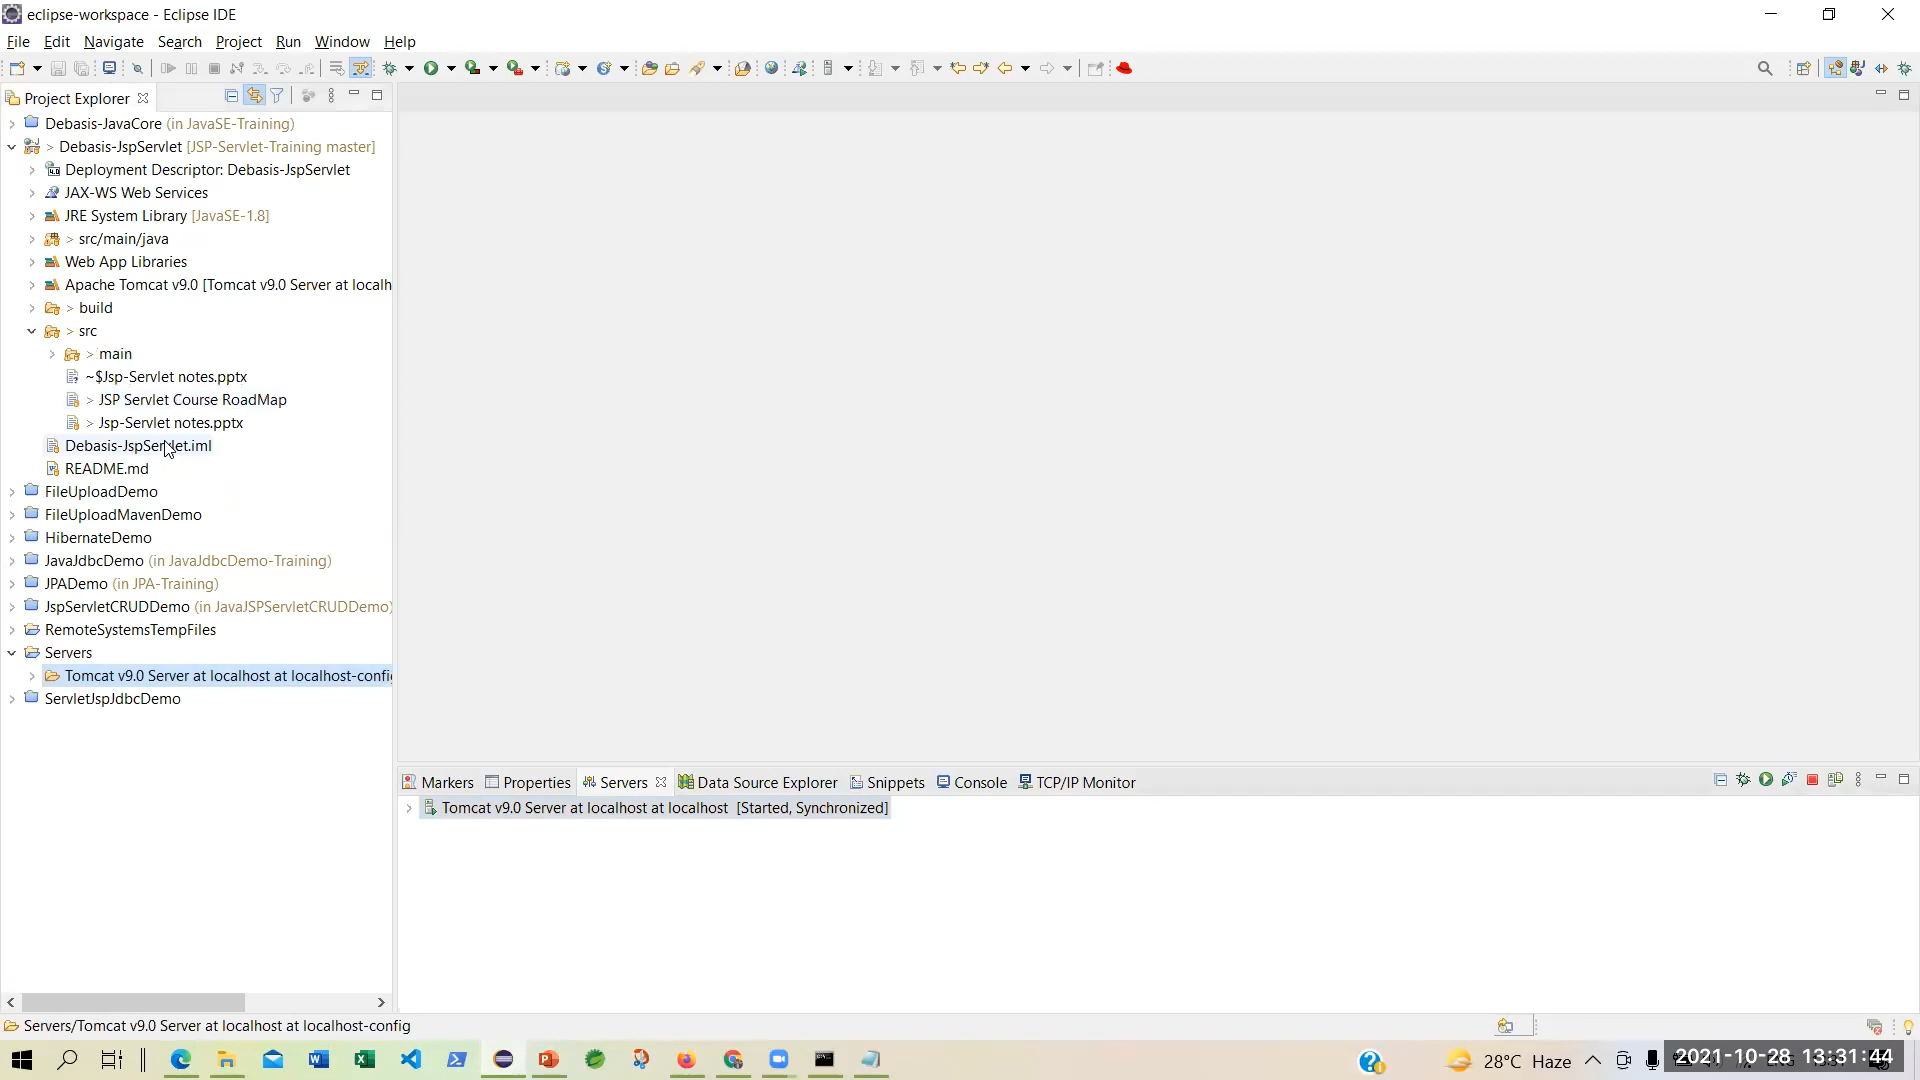 eclipse-workspace - Eclipse IDE
File Edit Navigate Search Project Run Window Help
Project Explorer
Debasis-JavaCore (in JavaSE-Training)
> Debasis-JspServlet [JSP-Servlet-Training master]
Deployment Descriptor: Debasis-JspServlet
JAX-WS Web Services
JRE System Library [JavaSE-1.8]
> src/main/java
Web App Libraries
Apache Tomcat v9.0 [Tomcat v9.0 Server at localh
> build
> src
> main
~$Jsp-Servlet notes.pptx
> JSP Servlet Course RoadMap
> Jsp-Servlet notes.pptx
Debasis-JspServlet.iml
README.md
FileUploadDemo
FileUploadMavenDemo
HibernateDemo
JavaJdbcDemo (in JavaJdbcDemo-Training)
JPADemo (in JPA-Training)
JspServletCRUDDemo (in JavaJSPServletCRUDDemo)
RemoteSystemsTempFiles
Servers
Tomcat v9.0 Server at localhost at localhost-config
ServletJspJdbcDemo
Markers Properties Servers Data Source Explorer Snippets Console TCP/IP Monitor
Tomcat v9.0 Server at localhost at localhost [Started, Synchronized]
Servers/Tomcat v9.0 Server at localhost at localhost-config
28°C Haze
2021-10-28 13:31:44